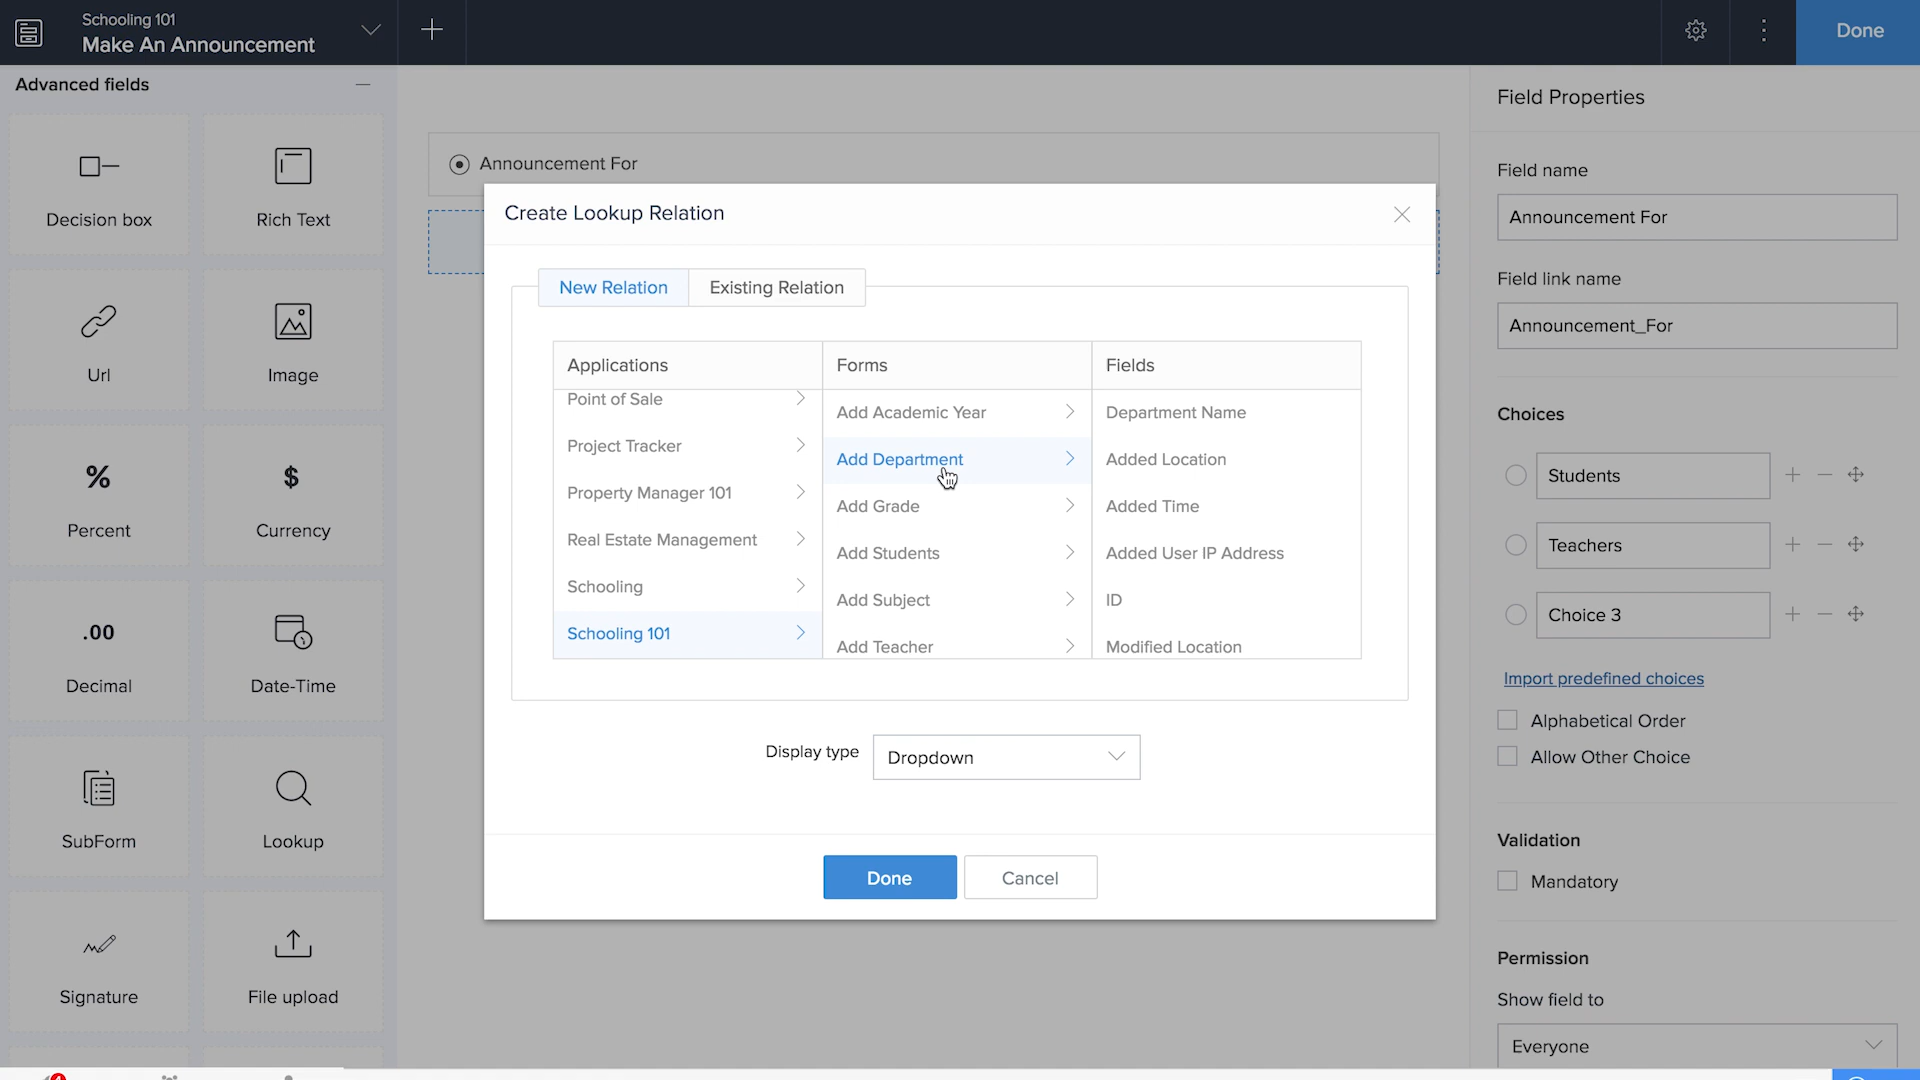 Schooling 101
Make An Announcement
Done
Advanced fields
Decision box
Rich Text
Url
Image
%
Percent
$
Currency
.00
Decimal
Date-Time
SubForm
Lookup
Signature
File upload
Announcement For
Create Lookup Relation
New Relation
Existing Relation
Applications
Forms
Fields
Point of Sale
Project Tracker
Property Manager 101
Real Estate Management
Schooling
Schooling 101
Add Academic Year
Add Department
Add Grade
Add Students
Add Subject
Add Teacher
Department Name
Added Location
Added Time
Added User IP Address
ID
Modified Location
Display type
Dropdown
Done
Cancel
Field Properties
Field name
Announcement For
Field link name
Announcement_For
Choices
Students
Teachers
Choice 3
Import predefined choices
Alphabetical Order
Allow Other Choice
Validation
Mandatory
Permission
Show field to
Everyone